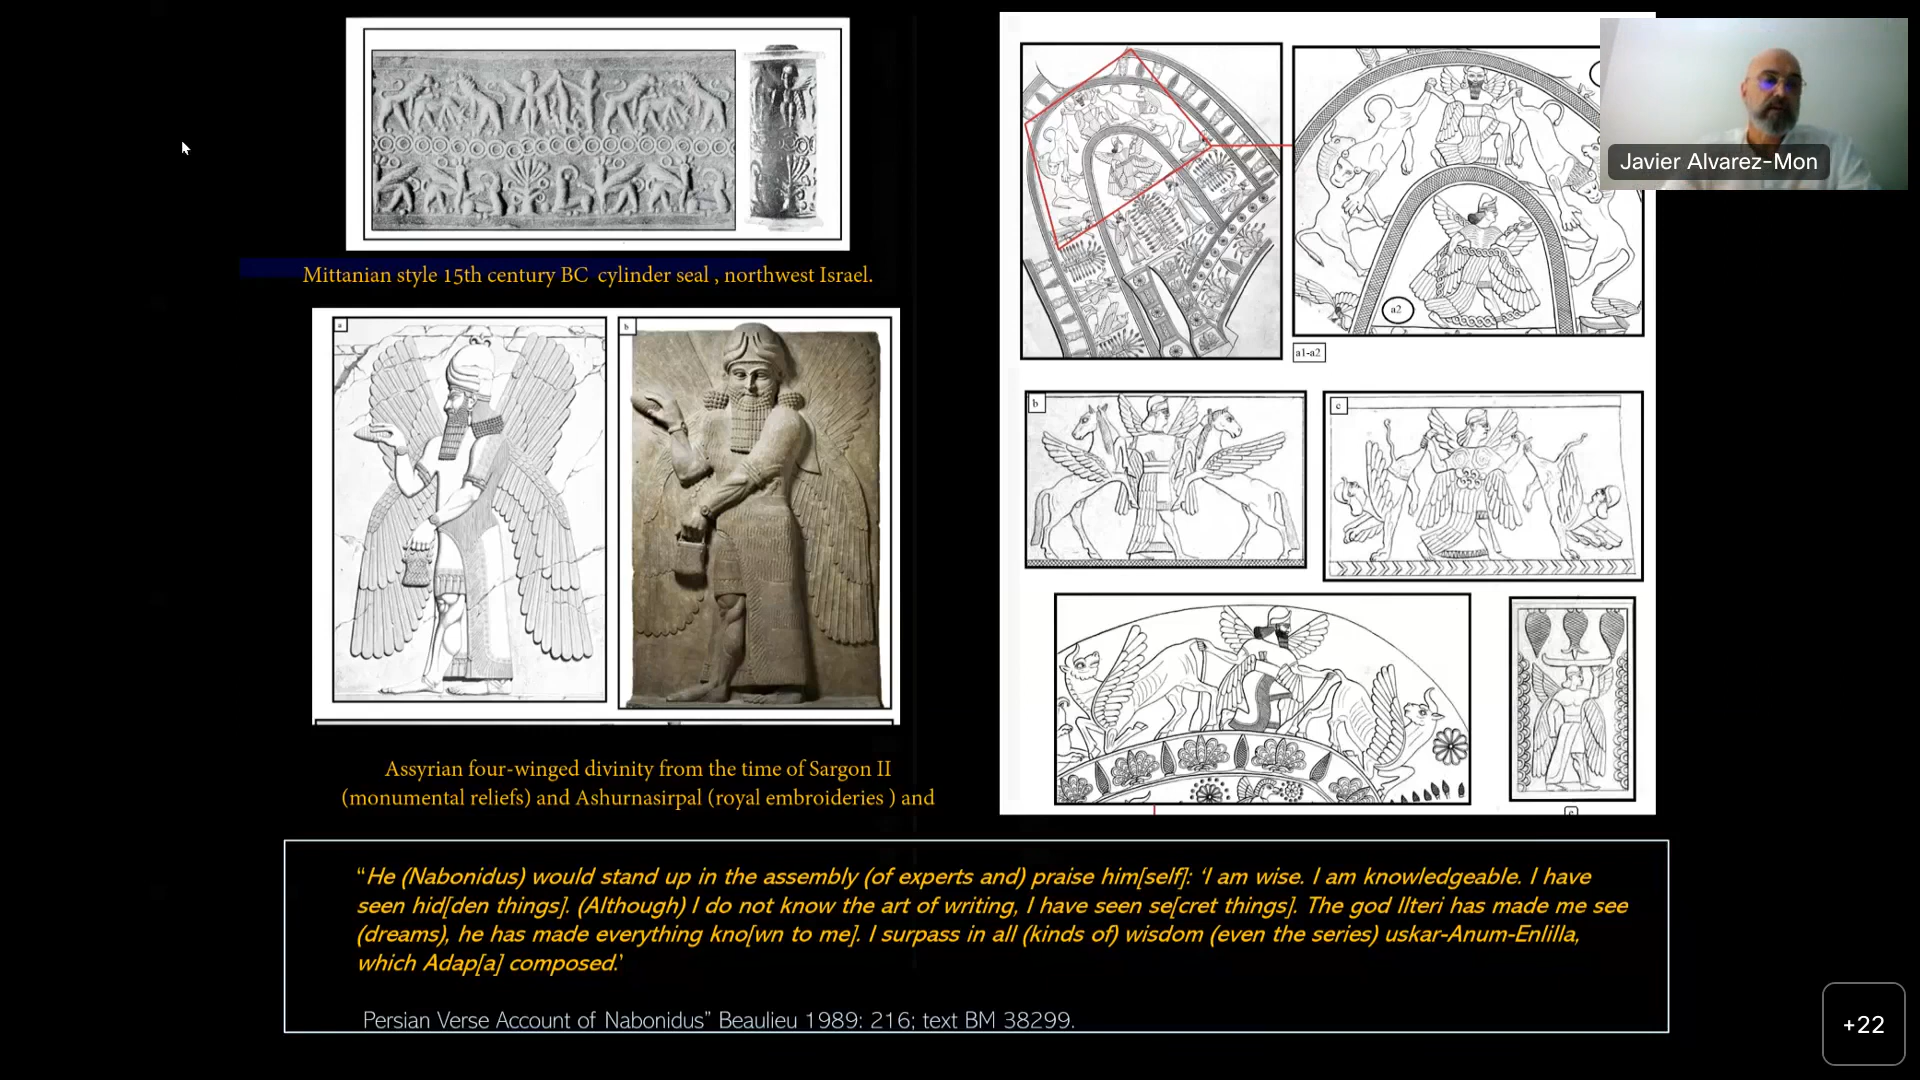 Mittanian style 15th century BC cylinder seal , northwest Israel.
a
b
Assyrian four-winged divinity from the time of Sargon II
(monumental reliefs) and Ashurnasirpal (royal embroideries ) and
a2
a1-a2
b
c
e
Javier Alvarez-Mon
“He (Nabonidus) would stand up in the assembly (of experts and) praise him[self]: ‘I am wise. I am knowledgeable. I have
seen hid[den things]. (Although) I do not know the art of writing, I have seen se[cret things]. The god Ilteri has made me see
(dreams), he has made everything kno[wn to me]. I surpass in all (kinds of) wisdom (even the series) uskar-Anum-Enlilla,
which Adap[a] composed.’
Persian Verse Account of Nabonidus” Beaulieu 1989: 216; text BM 38299.
+22